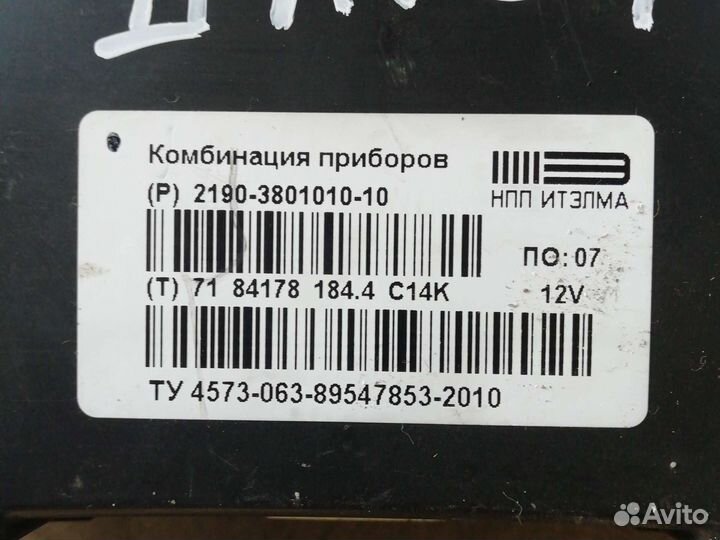 Комбинация приборов
НПП ИТЭЛМА
(P) 2190-3801010-10
ПО: 07
(T) 71 84178 184.4 C14K
12V
ТУ 4573-063-89547853-2010
Avito